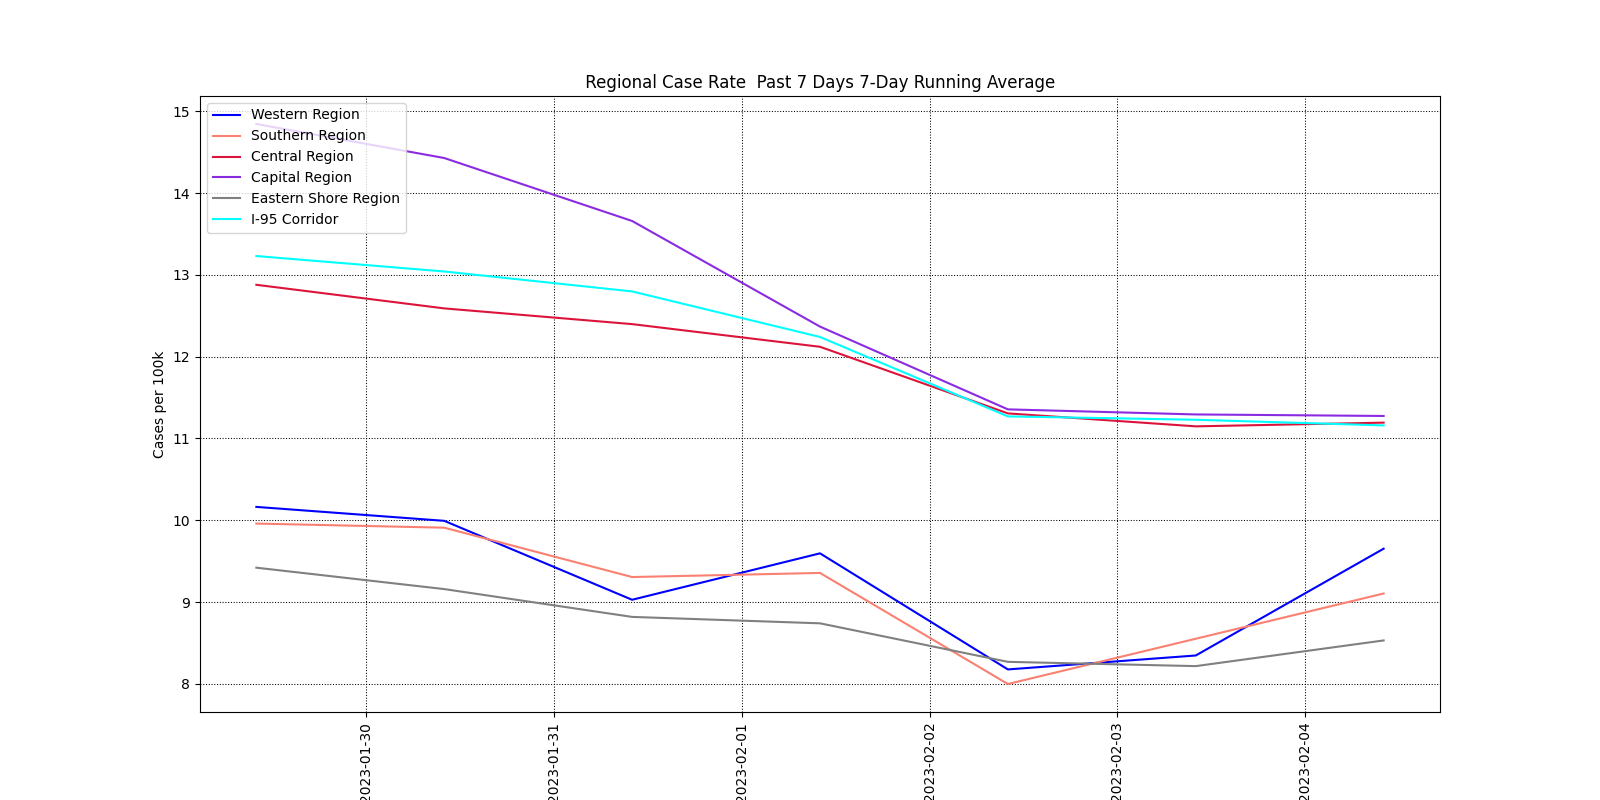 Regional Case Rate  Past 7 Days 7-Day Running Average
Western Region
Southern Region
Central Region
Capital Region
Eastern Shore Region
I-95 Corridor
Cases per 100k
15
14
13
12
11
10
9
8
2023-01-30
2023-01-31
2023-02-01
2023-02-02
2023-02-03
2023-02-04